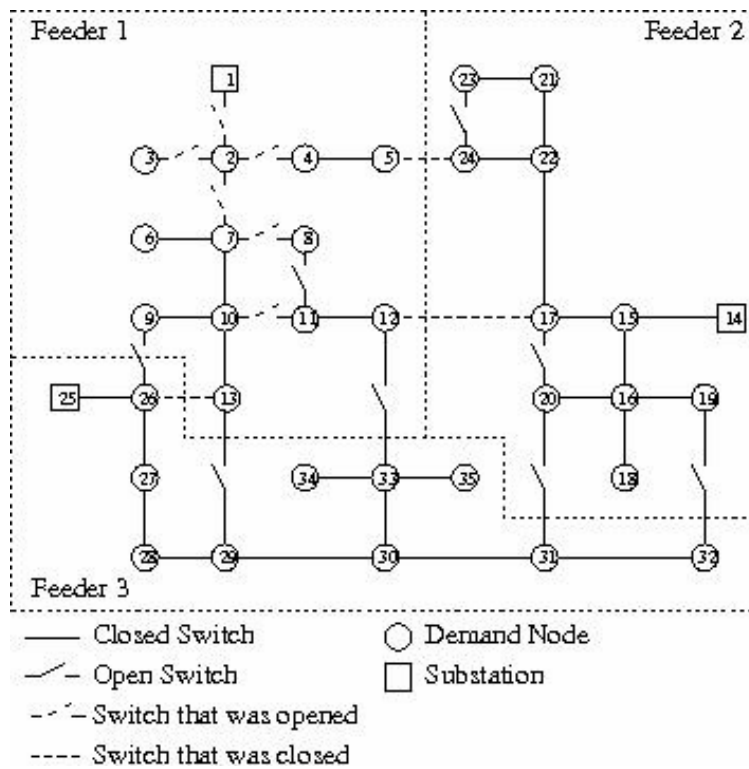 Feeder 1 Feeder 2
1 23 21
3 2 4 5 24 22
6 7 8
9 10 11 12 17 15 14
25 26 13 20 16 19
27 34 33 35 18
28 29 30 31 32
Feeder 3
Closed Switch Demand Node
Open Switch Substation
Switch that was opened
Switch that was closed